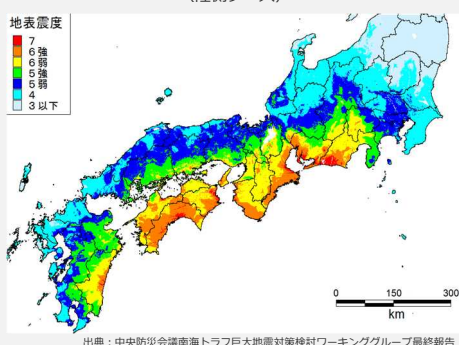 地表震度
7
6強
6弱
5強
5弱
4
3以下
0 150 300
km
出典：中央防災会議南海トラフ巨大地震対策検討ワーキンググループ最終報告